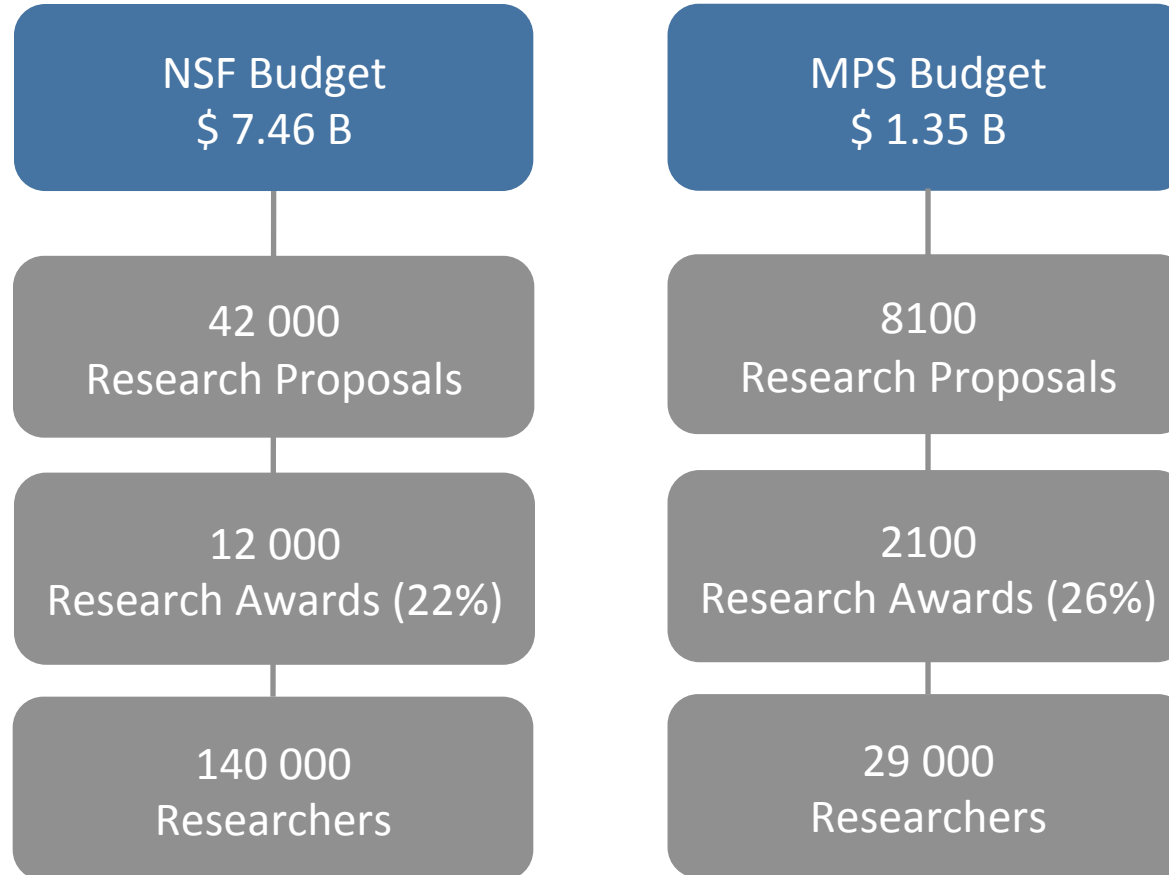 NSF Budget
$ 7.46 B
42 000
Research Proposals
12 000
Research Awards (22%)
140 000
Researchers
MPS Budget
$ 1.35 B
8100
Research Proposals
2100
Research Awards (26%)
29 000
Researchers